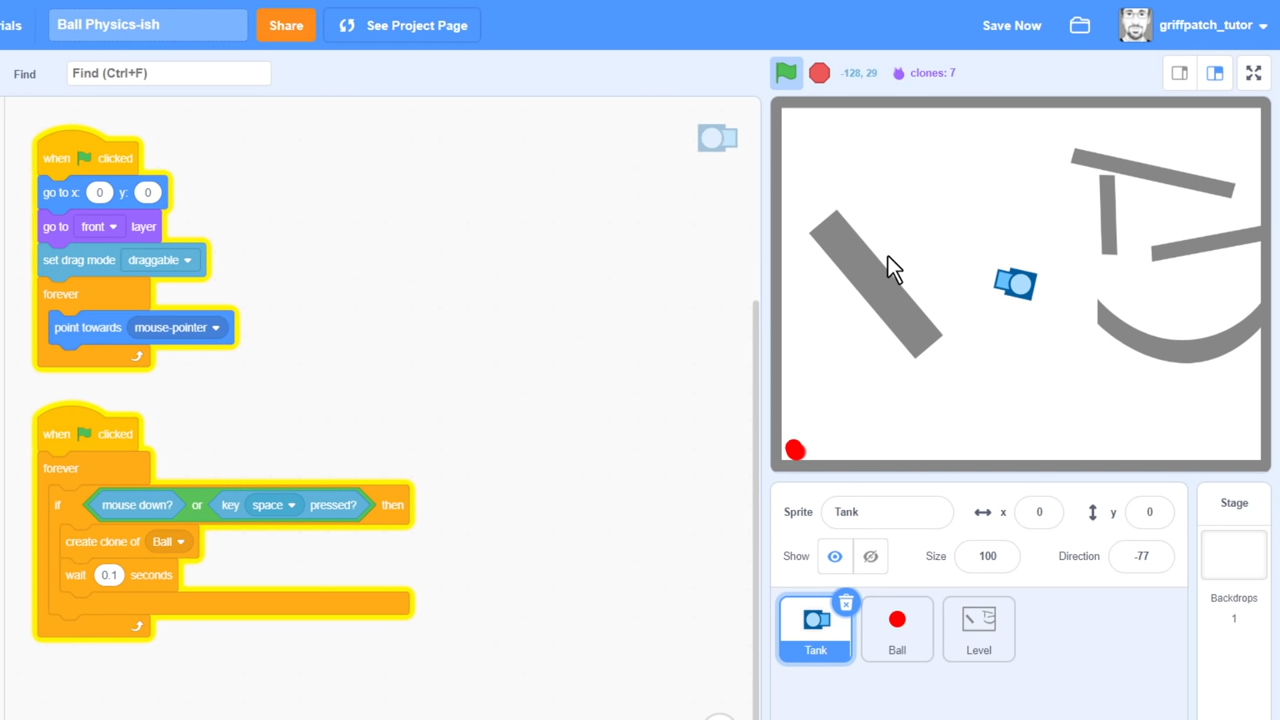 ials
Ball Physics-ish
Share
See Project Page
Save Now
griffpatch_tutor
Find
Find (Ctrl+F)
-128, 29
clones: 7
when clicked
go to x: 0 y: 0
go to front layer
set drag mode draggable
forever
point towards mouse-pointer
when clicked
forever
if mouse down? or key space pressed? then
create clone of Ball
wait 0.1 seconds
Sprite Tank x 0 y 0
Show Size 100 Direction -77
Tank
Ball
Level
Stage
Backdrops
1